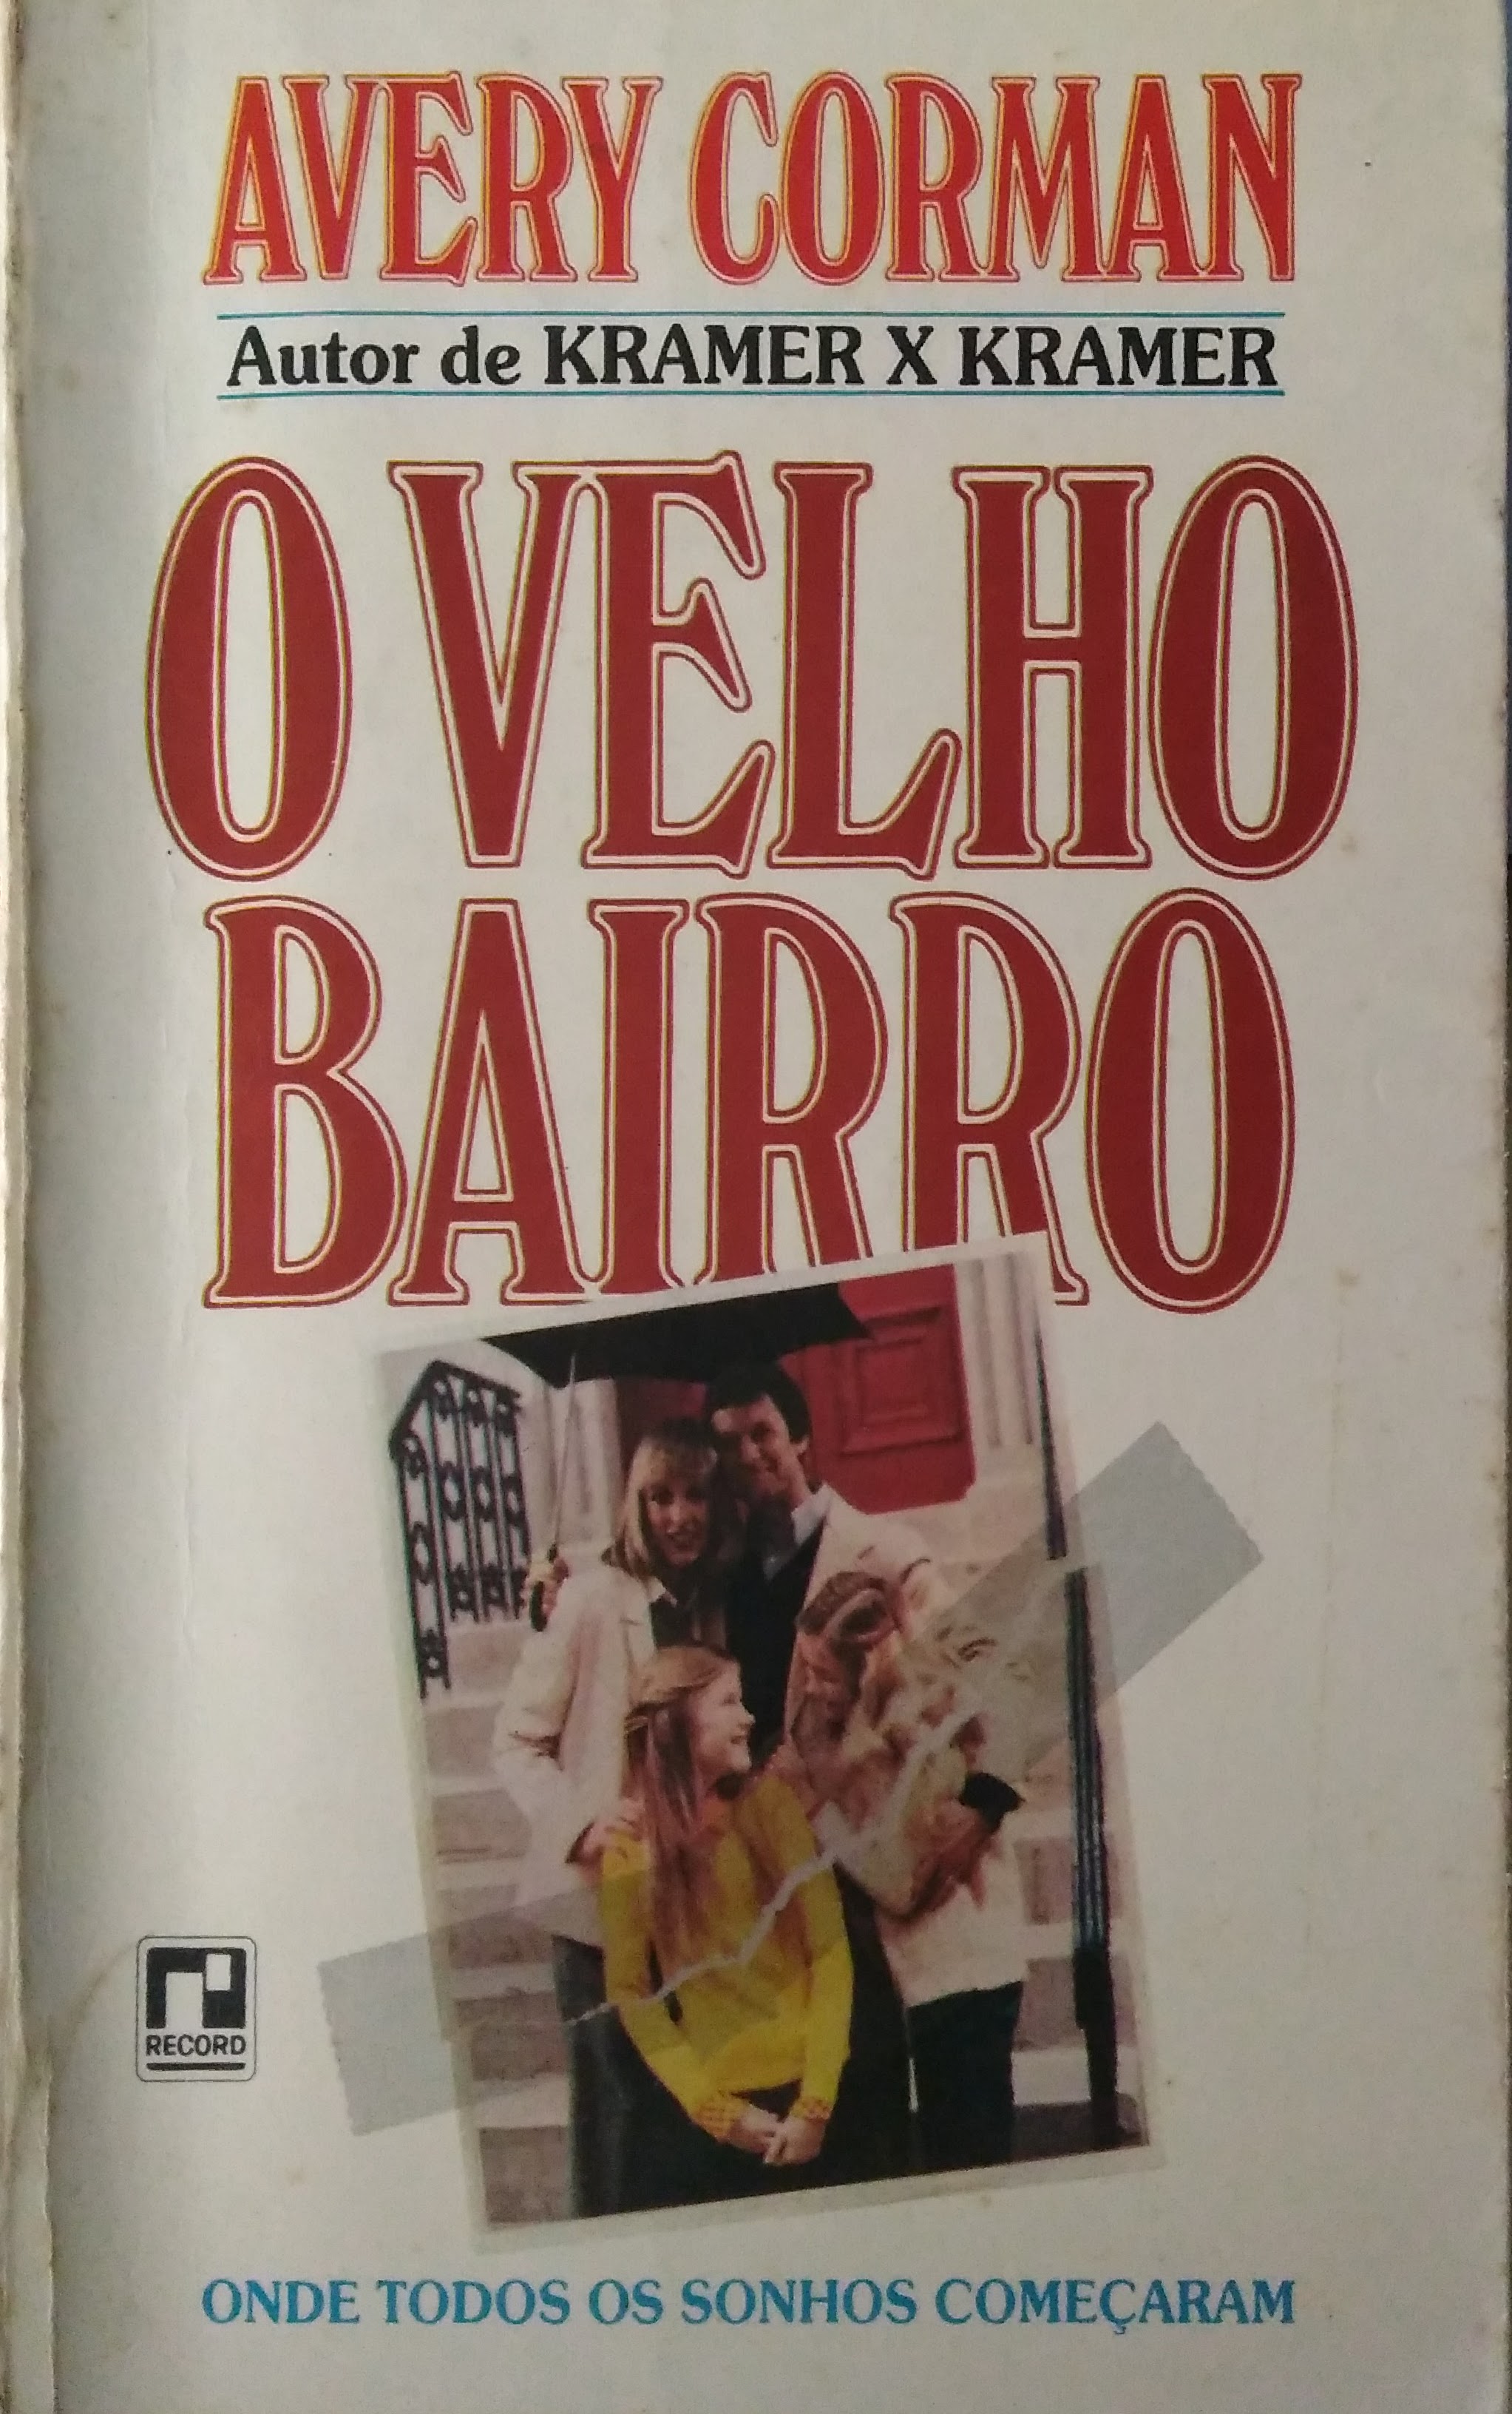 AVERY CORMAN
Autor de KRAMER X KRAMER
O VELHO
BAIRRO
RECORD
ONDE TODOS OS SONHOS COMEÇARAM